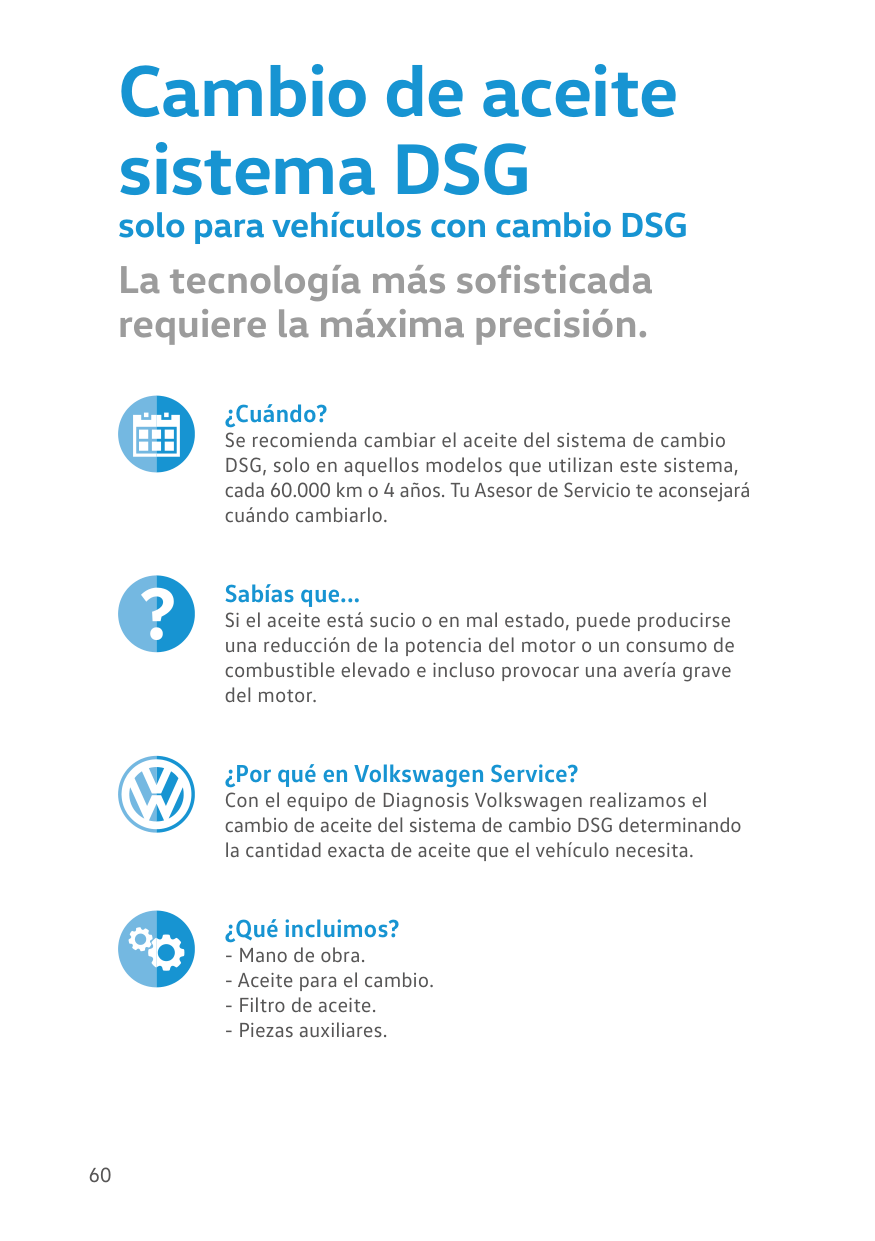 Cambio de aceite
sistema DSG
solo para vehículos con cambio DSG
La tecnología más sofisticada
requiere la máxima precisión.
¿Cuándo?
Se recomienda cambiar el aceite del sistema de cambio
DSG, solo en aquellos modelos que utilizan este sistema,
cada 60.000 km o 4 años. Tu Asesor de Servicio te aconsejará
cuándo cambiarlo.
?
Sabías que...
Si el aceite está sucio o en mal estado, puede producirse
una reducción de la potencia del motor o un consumo de
combustible elevado e incluso provocar una avería grave
del motor.
¿Por qué en Volkswagen Service?
Con el equipo de Diagnosis Volkswagen realizamos el
cambio de aceite del sistema de cambio DSG determinando
la cantidad exacta de aceite que el vehículo necesita.
¿Qué incluimos?
- Mano de obra.
- Aceite para el cambio.
- Filtro de aceite.
- Piezas auxiliares.
60